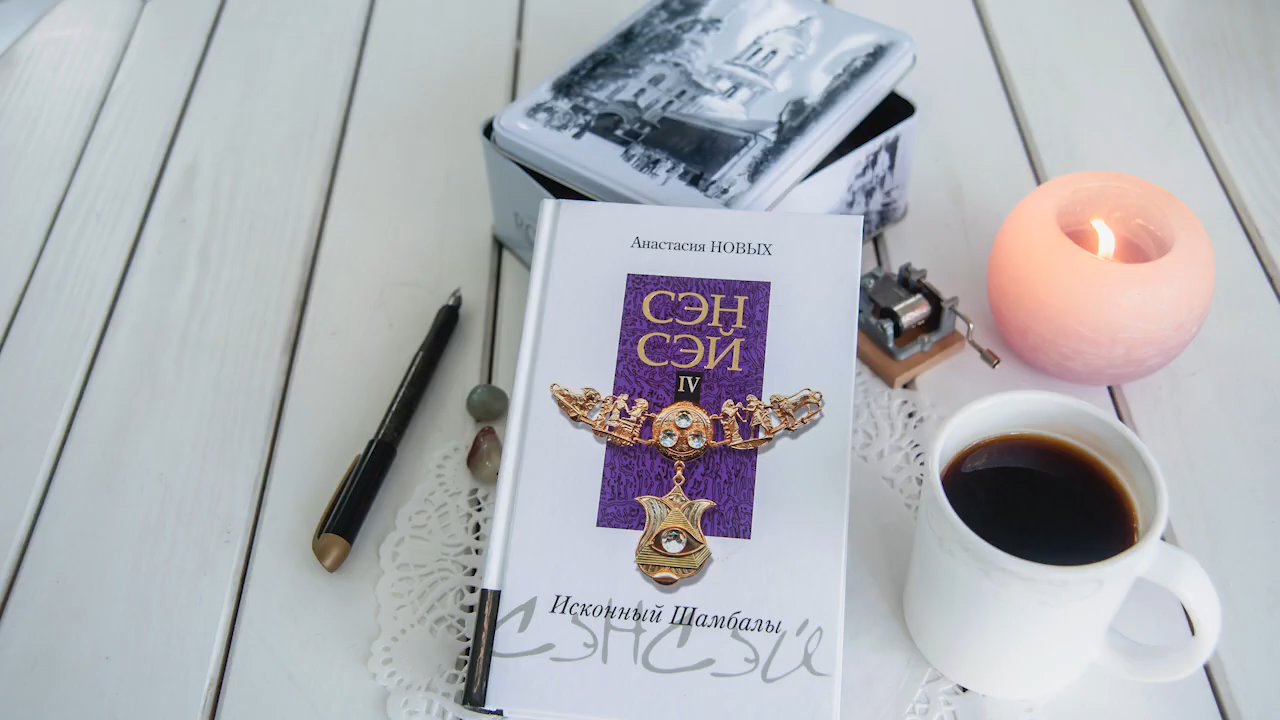 Анастасия НОВЫХ
СЭН
СЭЙ
IV
Исконный Шамбалы
СЭНСЭЙ